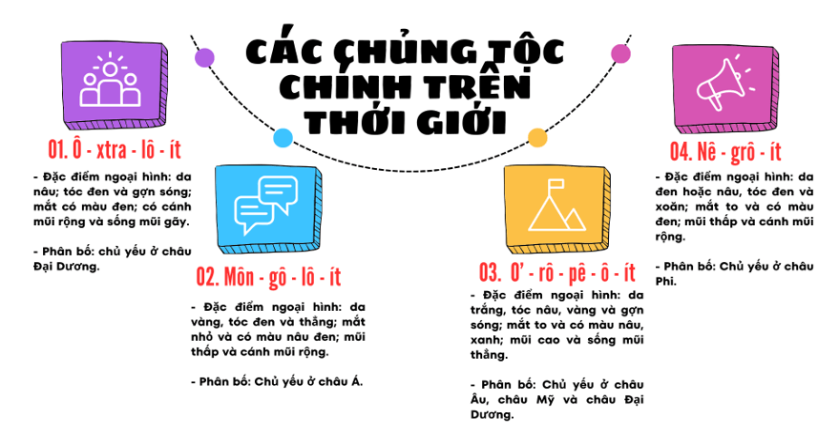 CÁC CHỦNG TỘC
CHÍNH TRÊN
THỚI GIỚI
01. Ô - xtra - lô - ít
- Đặc điểm ngoại hình: da
nâu; tóc đen và gợn sóng;
mắt có màu đen; có cánh
mũi rộng và sống mũi gãy.
- Phân bố: chủ yếu ở châu
Đại Dương.
02. Môn - gô - lô - ít
- Đặc điểm ngoại hình: da
vàng, tóc đen và thẳng; mắt
nhỏ và có màu nâu đen; mũi
thấp và cánh mũi rộng.
- Phân bố: Chủ yếu ở châu Á.
03. O' - rô - pê - ô - ít
- Đặc điểm ngoại hình: da
trắng, tóc nâu, vàng và gợn
sóng; mắt to và có màu nâu,
xanh; mũi cao và sống mũi
thẳng.
- Phân bố: Chủ yếu ở châu
Âu, châu Mỹ và châu Đại
Dương.
04. Nê - grô - ít
- Đặc điểm ngoại hình: da
đen hoặc nâu, tóc đen và
xoăn; mắt to và có màu
đen; mũi thấp và cánh mũi
rộng.
- Phân bố: Chủ yếu ở châu
Phi.